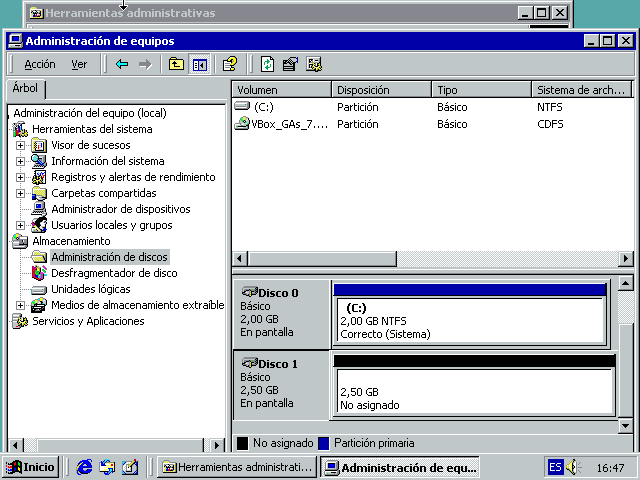 Herramientas administrativas
Administración de equipos
Acción Ver
Árbol
Administración del equipo (local)
Herramientas del sistema
Visor de sucesos
Información del sistema
Registros y alertas de rendimiento
Carpetas compartidas
Administrador de dispositivos
Usuarios locales y grupos
Almacenamiento
Administración de discos
Desfragmentador de disco
Unidades lógicas
Medios de almacenamiento extraíble
Servicios y Aplicaciones
Volumen Disposición Tipo Sistema de arch...
(C:) Partición Básico NTFS
VBox_GAs_7.... Partición Básico CDFS
Disco 0
Básico
2,00 GB
En pantalla
(C:)
2,00 GB NTFS
Correcto (Sistema)
Disco 1
Básico
2,50 GB
En pantalla
2,50 GB
No asignado
No asignado Partición primaria
Inicio Herramientas administrati... Administración de equ... ES 16:47